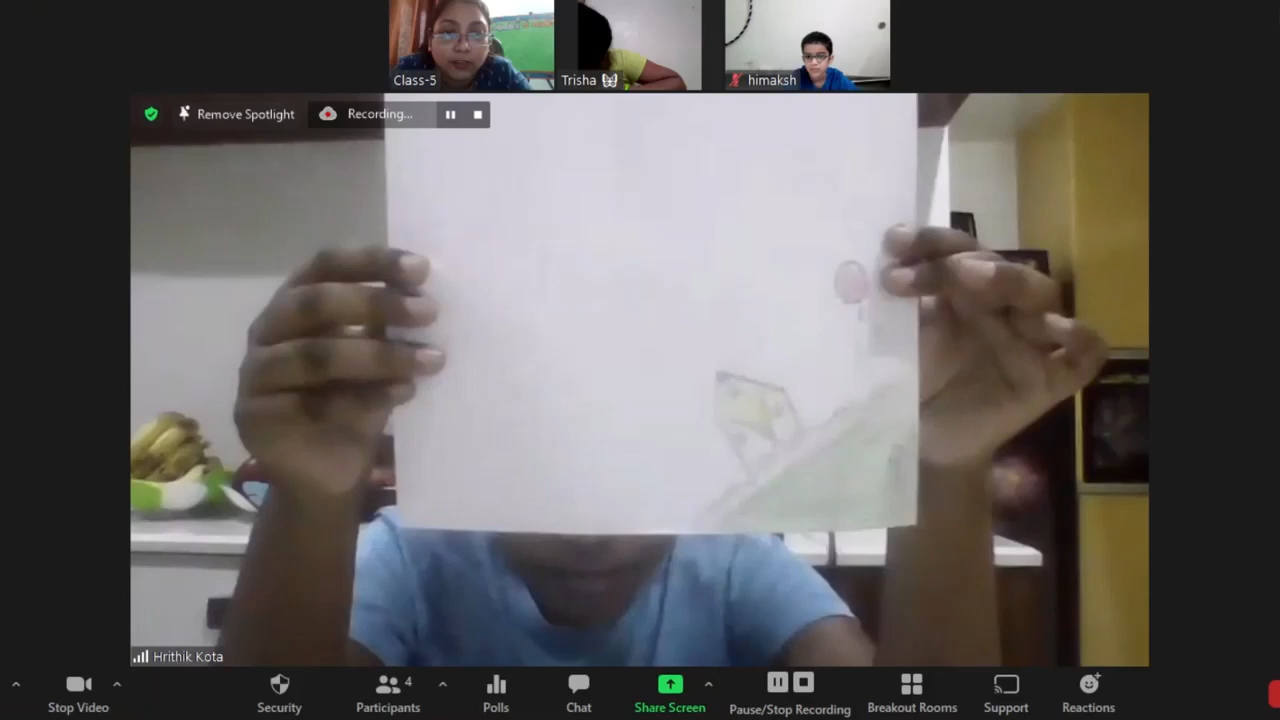 Class-5
Trisha
himaksh
Remove Spotlight
Recording...
Hrithik Kota
Stop Video
Security
4
Participants
Polls
Chat
Share Screen
Pause/Stop Recording
Breakout Rooms
Support
Reactions